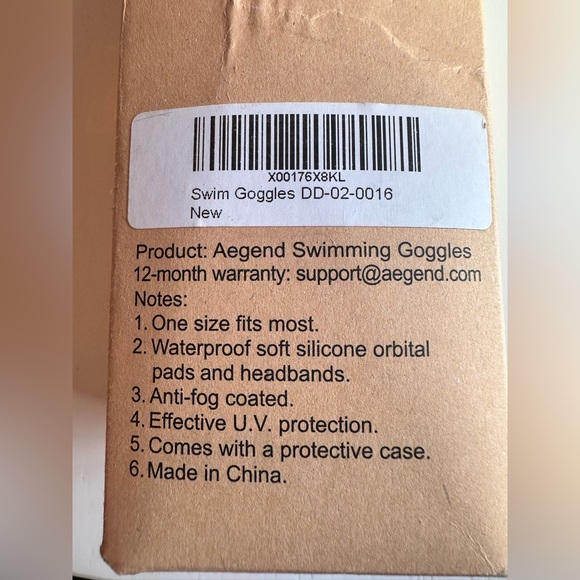 X00176X8KL
Swim Goggles DD-02-0016
New
Product: Aegend Swimming Goggles
12-month warranty: support@aegend.com
Notes:
1. One size fits most.
2. Waterproof soft silicone orbital
pads and headbands.
3. Anti-fog coated.
4. Effective U.V. protection.
5. Comes with a protective case.
6. Made in China.